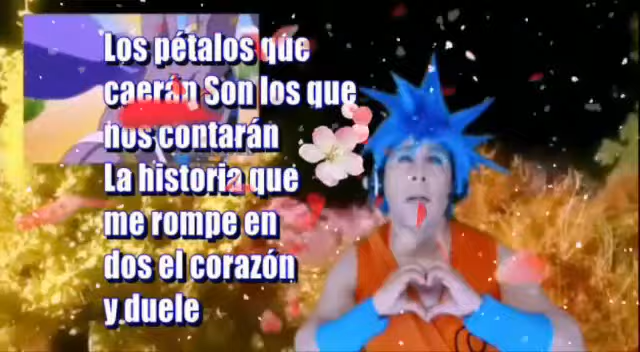 Los pétalos que
caerán Son los que
nos contarán
La historia que
me rompe en
dos el corazón
y duele